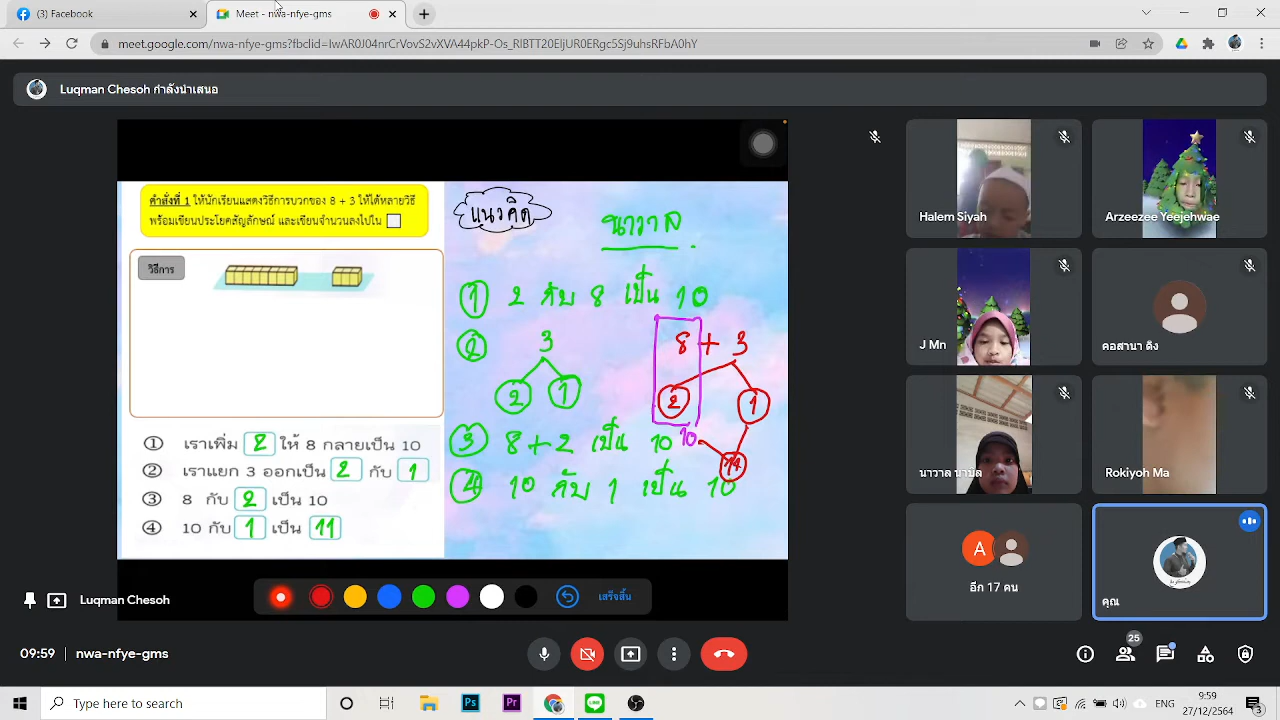 (3) Facebook
Meet - nwa-nfye-gms
meet.google.com/nwa-nfye-gms?fbclid=IwAR0J04nrCrVovS2vXVA44pkP-Os_RlBTT20EljUR0ERgc5Sj9uhsRFbA0hY
Luqman Chesoh กำลังนำเสนอ
คำสั่งที่ 1 ให้นักเรียนแสดงวิธีการบวกของ 8 + 3 ให้ได้หลายวิธี
พร้อมเขียนประโยคสัญลักษณ์ และเขียนจำนวนลงไปใน
วิธีการ
① เราเพิ่ม 2 ให้ 8 กลายเป็น 10
② เราแยก 3 ออกเป็น 2 กับ 1
③ 8 กับ 2 เป็น 10
④ 10 กับ 1 เป็น 11
แนวคิด
นาวาล
① 2 กับ 8 เป็น 10
② 3
2 1
8 + 3
2 1
10
11
③ 8 + 2 เป็น 10
④ 10 กับ 1 เป็น 10
เสร็จสิ้น
Luqman Chesoh
Halem Siyah
Arzeezee Yeejehwae
J Mn
คอสานา ดิง
นาวาล นามิล
Rokiyoh Ma
A
อีก 17 คน
คุณ
09:59 nwa-nfye-gms
25
Type here to search
Ps
Pr
ENG
9:59
27/12/2564
3